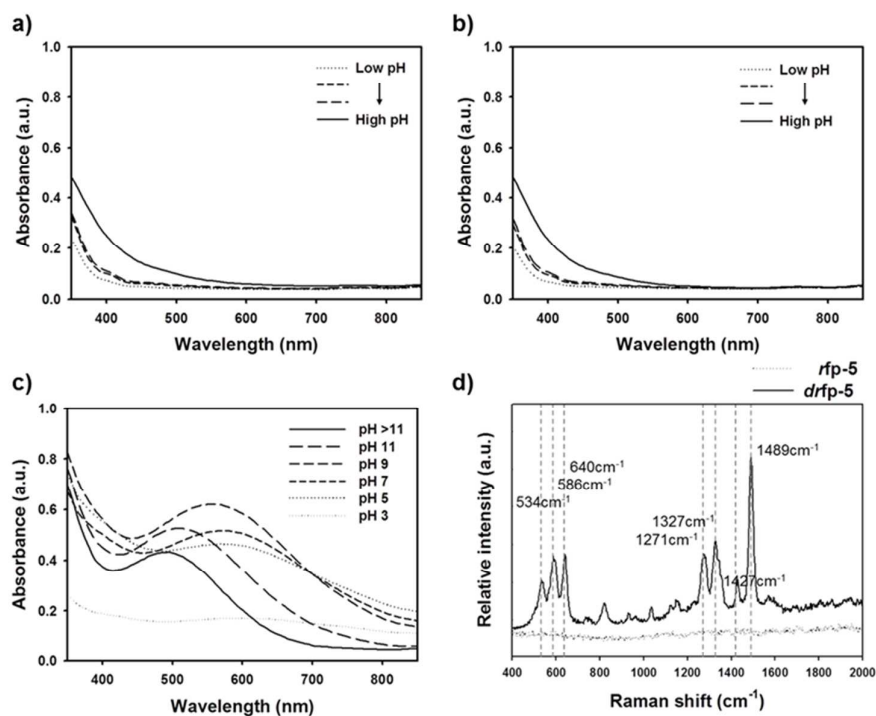 a)
Low pH
High pH
Absorbance (a.u.)
1.0
0.8
0.6
0.4
0.2
0.0
400 500 600 700 800
Wavelength (nm)
b)
Low pH
High pH
Absorbance (a.u.)
1.0
0.8
0.6
0.4
0.2
0.0
400 500 600 700 800
Wavelength (nm)
c)
pH >11
pH 11
pH 9
pH 7
pH 5
pH 3
Absorbance (a.u.)
1.0
0.8
0.6
0.4
0.2
0.0
400 500 600 700 800
Wavelength (nm)
d)
rfp-5
drfp-5
Relative intensity (a.u.)
640cm-1
586cm-1
534cm-1
1489cm-1
1327cm-1
1271cm-1
1427cm-1
400 600 800 1000 1200 1400 1600 1800 2000
Raman shift (cm-1)